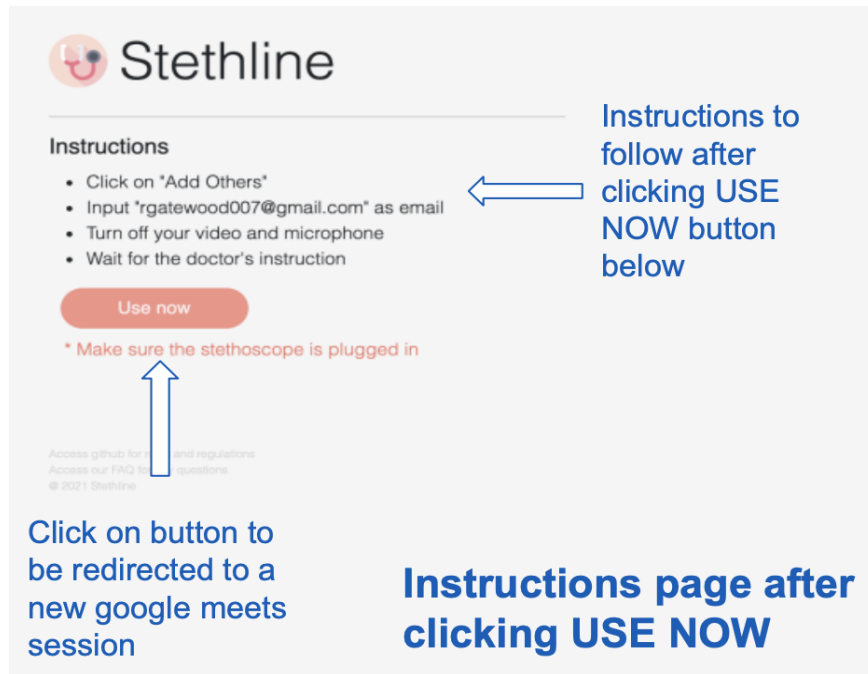 Stethline
Instructions to
follow after
clicking USE
NOW button
below
Instructions
• Click on "Add Others"
• Input "rgatewood007@gmail.com" as email
• Turn off your video and microphone
• Wait for the doctor's instruction
Use now
* Make sure the stethoscope is plugged in
Access github for and regulations
Access our FAQ questions
@ 2021 Stethline
Click on button to
be redirected to a
new google meets
session
Instructions page after
clicking USE NOW